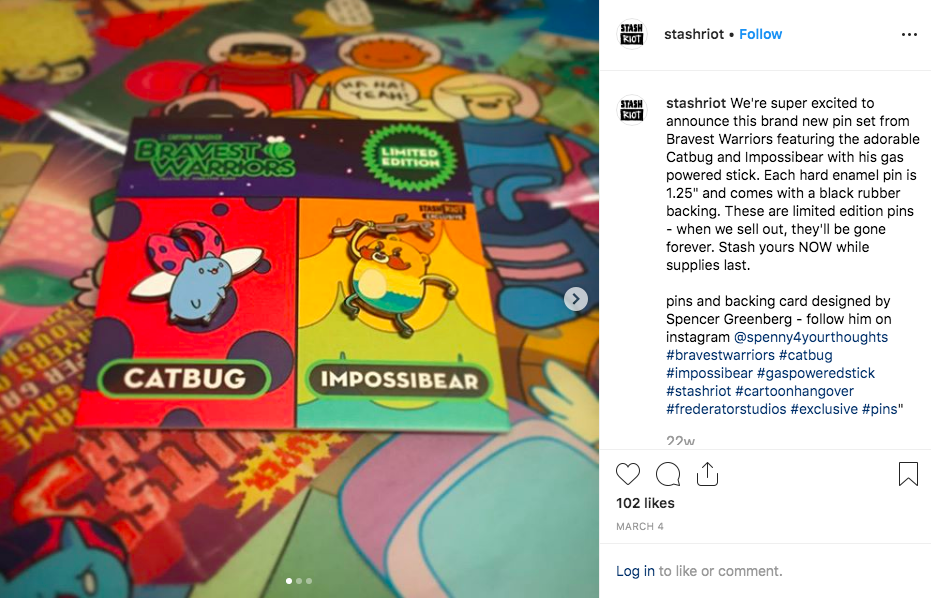 HA HA!
YEAH!
CARTOON HANGOVER
BRAVEST
WARRIORS
LIMITED
EDITION
STASH RIOT
EXCLUSIVE
CATBUG
IMPOSSIBEAR
SUPER
STASH
RIOT
stashriot • Follow
STASH
RIOT
stashriot We're super excited to
announce this brand new pin set from
Bravest Warriors featuring the adorable
Catbug and Impossibear with his gas
powered stick. Each hard enamel pin is
1.25" and comes with a black rubber
backing. These are limited edition pins
- when we sell out, they'll be gone
forever. Stash yours NOW while
supplies last.
pins and backing card designed by
Spencer Greenberg - follow him on
instagram @spenny4yourthoughts
#bravestwarriors #catbug
#impossibear #gaspoweredstick
#stashriot #cartoonhangover
#frederatorstudios #exclusive #pins"
22w
102 likes
MARCH 4
Log in to like or comment.